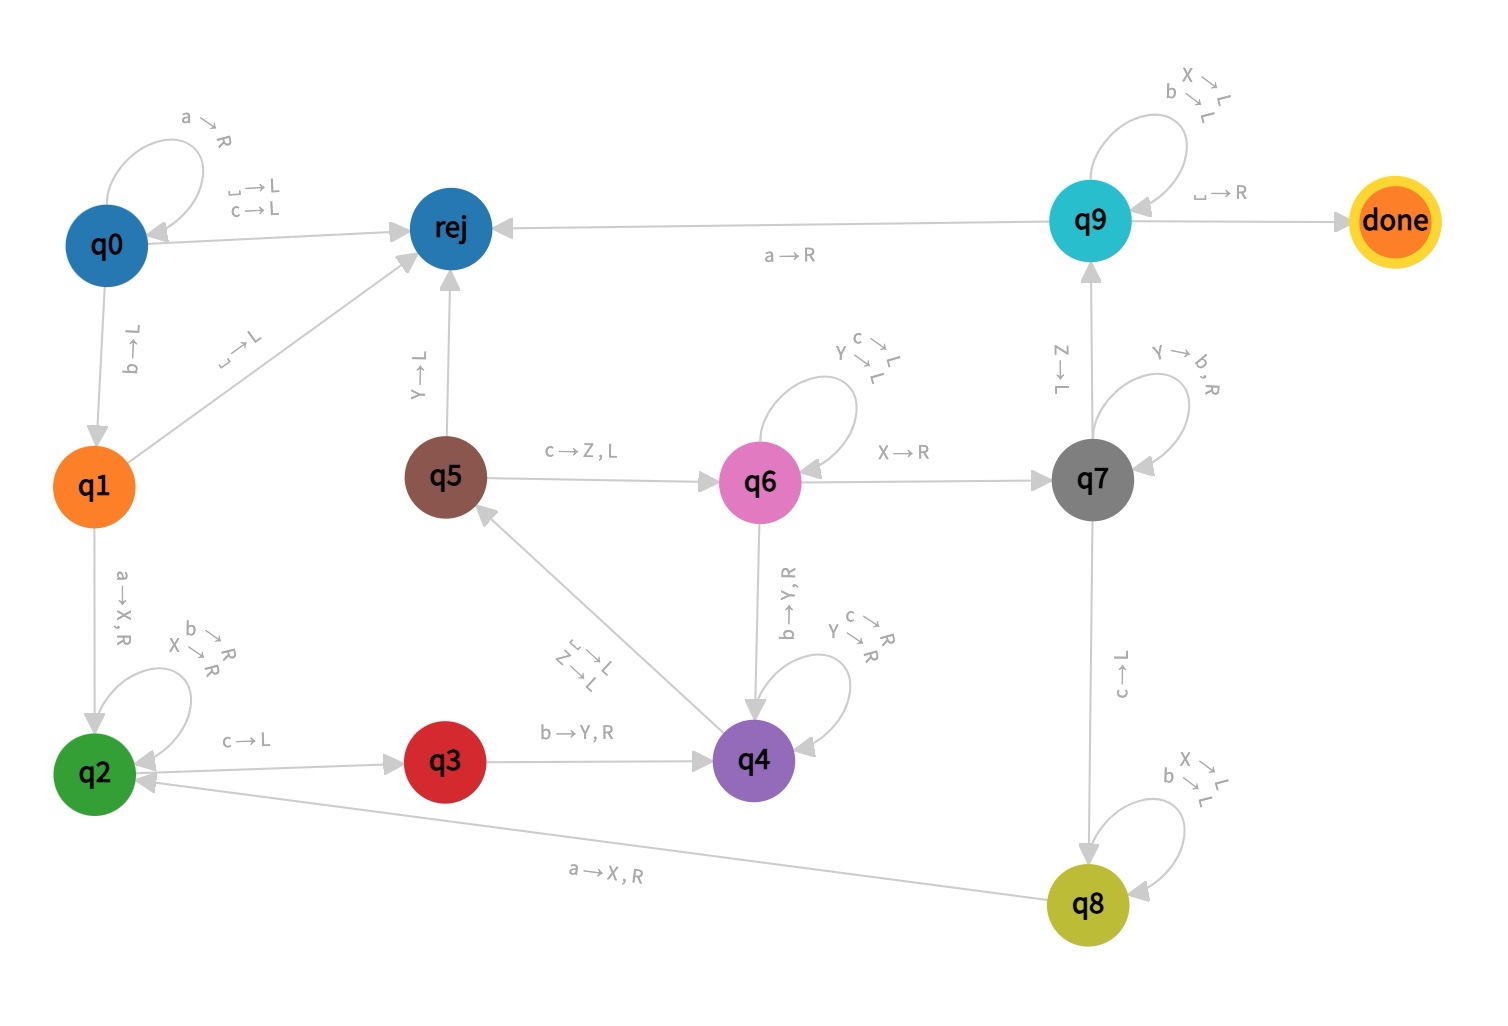 X→L
b→L
a→R
␣→L
c→L
␣→R
q0
rej
q9
done
a→R
b→L
␣→L
Y→L
c→L
Y→L
Z→L
Y→b,R
c→Z,L
X→R
q1
q5
q6
q7
a→X,R
b→Y,R
b→R
X→R
␣→L
Z→L
c→R
Y→R
c→L
c→L
b→Y,R
q2
q3
q4
X→L
b→L
a→X,R
q8